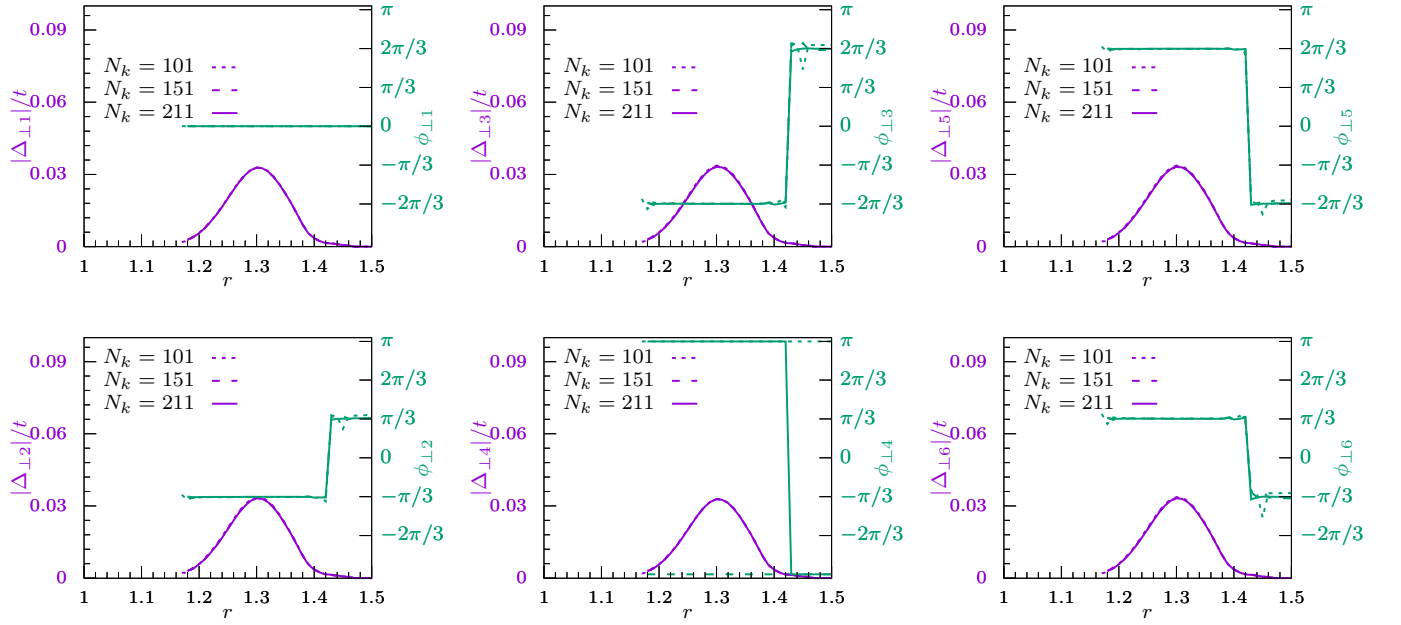 |Δ⊥1|/t
0.09
0.06
0.03
0
N_k = 101
N_k = 151
N_k = 211
π
2π/3
π/3
0
−π/3
−2π/3
ϕ⊥1
1 1.1 1.2 1.3 1.4 1.5
r
|Δ⊥3|/t
0.09
0.06
0.03
0
N_k = 101
N_k = 151
N_k = 211
π
2π/3
π/3
0
−π/3
−2π/3
ϕ⊥3
1 1.1 1.2 1.3 1.4 1.5
r
|Δ⊥5|/t
0.09
0.06
0.03
0
N_k = 101
N_k = 151
N_k = 211
π
2π/3
π/3
0
−π/3
−2π/3
ϕ⊥5
1 1.1 1.2 1.3 1.4 1.5
r
|Δ⊥2|/t
0.09
0.06
0.03
0
N_k = 101
N_k = 151
N_k = 211
π
2π/3
π/3
0
−π/3
−2π/3
ϕ⊥2
1 1.1 1.2 1.3 1.4 1.5
r
|Δ⊥4|/t
0.09
0.06
0.03
0
N_k = 101
N_k = 151
N_k = 211
π
2π/3
π/3
0
−π/3
−2π/3
ϕ⊥4
1 1.1 1.2 1.3 1.4 1.5
r
|Δ⊥6|/t
0.09
0.06
0.03
0
N_k = 101
N_k = 151
N_k = 211
π
2π/3
π/3
0
−π/3
−2π/3
ϕ⊥6
1 1.1 1.2 1.3 1.4 1.5
r